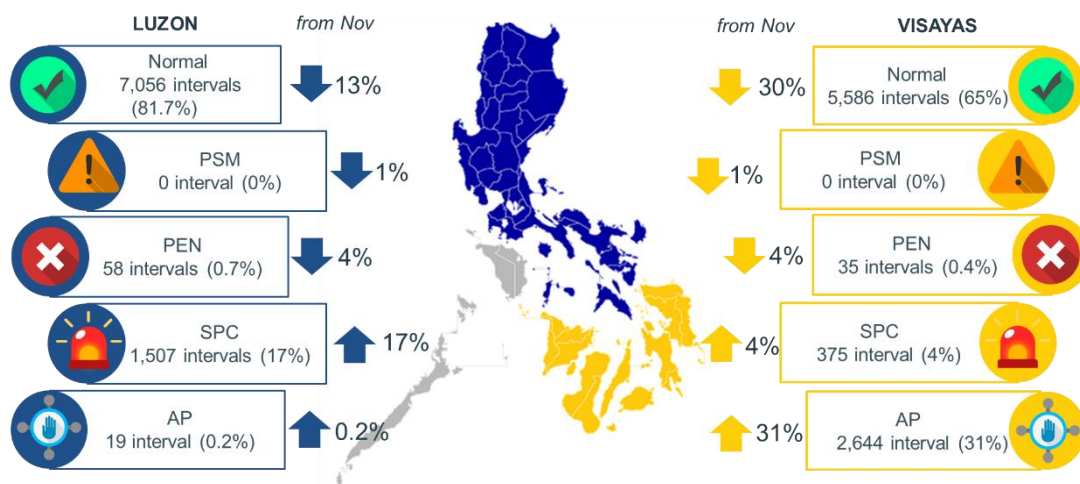 LUZON
from Nov
Normal
7,056 intervals
(81.7%)
13%
PSM
0 interval (0%)
1%
PEN
58 intervals (0.7%)
4%
SPC
1,507 intervals (17%)
17%
AP
19 interval (0.2%)
0.2%
from Nov
VISAYAS
30%
Normal
5,586 intervals (65%)
1%
PSM
0 interval (0%)
4%
PEN
35 intervals (0.4%)
4%
SPC
375 interval (4%)
31%
AP
2,644 interval (31%)